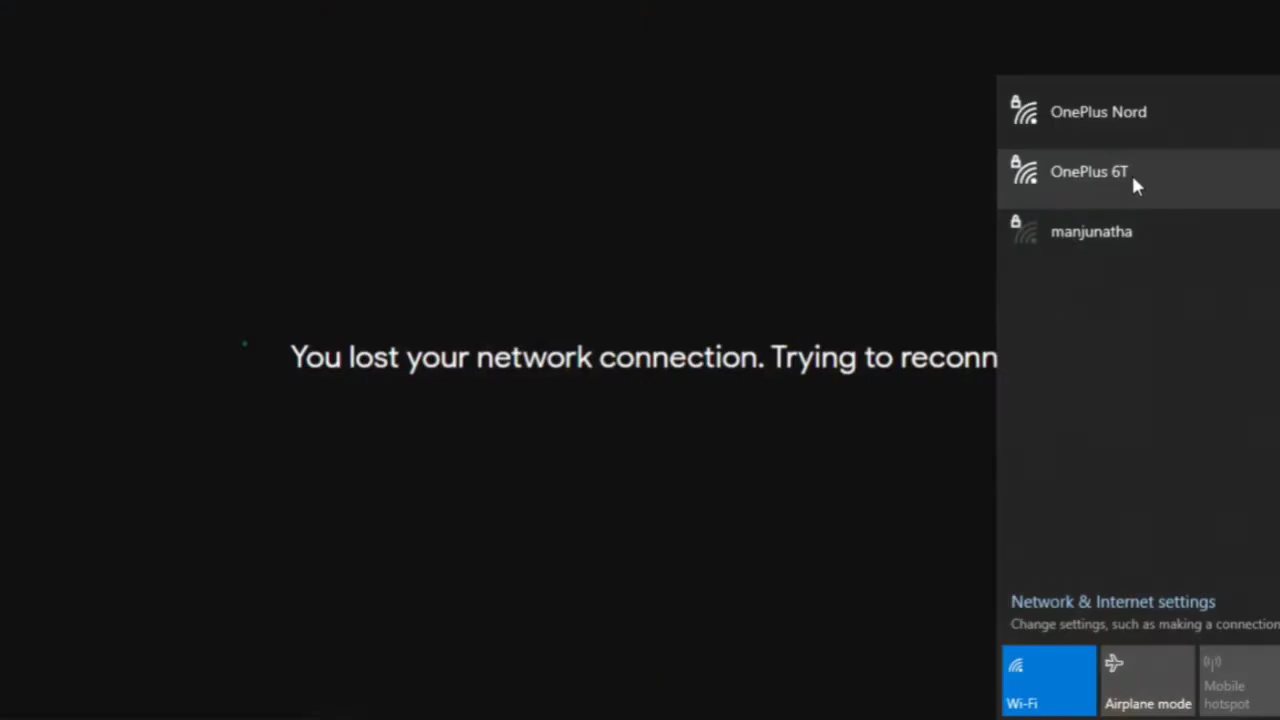 OnePlus Nord
OnePlus 6T
manjunatha
You lost your network connection. Trying to reconn
Network & Internet settings
Change settings, such as making a connection
Wi-Fi
Airplane mode
Mobile
hotspot